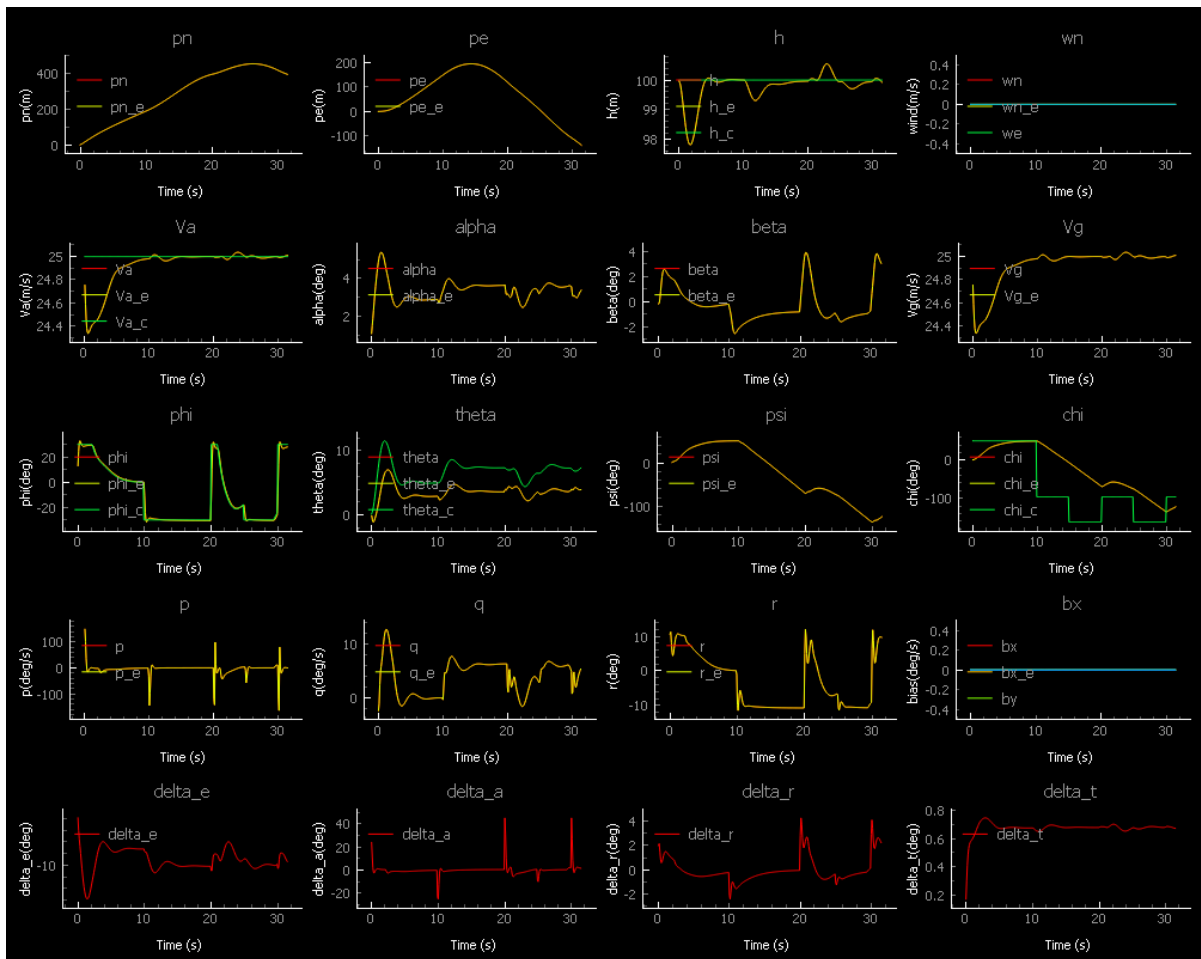 pn
pn(m)
400
200
0
pn
pn_e
0
10
20
30
Time (s)
pe
pe(m)
200
100
0
-100
pe
pe_e
0
10
20
30
Time (s)
h
h(m)
100
99
98
h
h_e
h_c
0
10
20
30
Time (s)
wn
wind(m/s)
0.4
0.2
0
-0.2
-0.4
wn
wn_e
we
0
10
20
30
Time (s)
Va
Va(m/s)
25
24.8
24.6
24.4
Va
Va_e
Va_c
0
10
20
30
Time (s)
alpha
alpha(deg)
4
2
alpha
alpha_e
0
10
20
30
Time (s)
beta
beta(deg)
4
2
0
-2
beta
beta_e
0
10
20
30
Time (s)
Vg
Vg(m/s)
25
24.8
24.6
24.4
Vg
Vg_e
0
10
20
30
Time (s)
phi
phi(deg)
20
0
-20
phi
phi_e
phi_c
0
10
20
30
Time (s)
theta
theta(deg)
10
0
theta
theta_e
theta_c
0
10
20
30
Time (s)
psi
psi(deg)
0
-100
psi
psi_e
0
10
20
30
Time (s)
chi
chi(deg)
0
-100
chi
chi_e
chi_c
0
10
20
30
Time (s)
p
p(deg/s)
100
0
-100
p
p_e
0
10
20
30
Time (s)
q
q(deg/s)
10
0
q
q_e
0
10
20
30
Time (s)
r
r(deg)
10
0
-10
r
r_e
0
10
20
30
Time (s)
bx
bias(deg/s)
0.4
0.2
0
-0.2
-0.4
bx
bx_e
by
0
10
20
30
Time (s)
delta_e
delta_e(deg)
-10
delta_e
0
10
20
30
Time (s)
delta_a
delta_a(deg)
40
20
0
-20
delta_a
0
10
20
30
Time (s)
delta_r
delta_r(deg)
4
2
0
-2
delta_r
0
10
20
30
Time (s)
delta_t
delta_t(deg)
0.8
0.6
0.4
0.2
delta_t
0
10
20
30
Time (s)